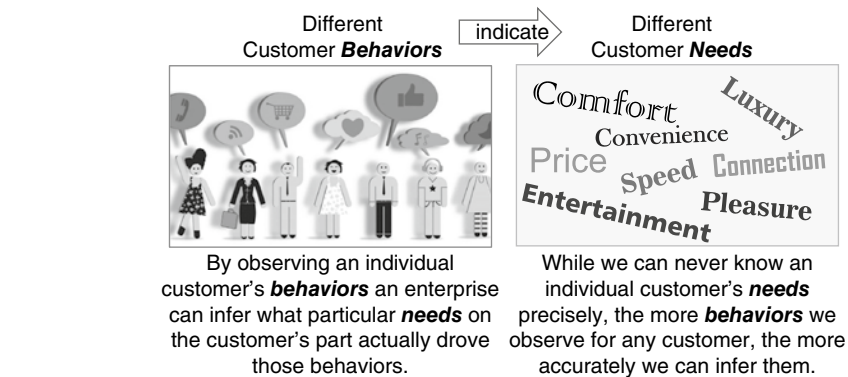 Different
Customer Behaviors
indicate
Different
Customer Needs
Comfort
Luxury
Convenience
Price
Speed
Connection
Entertainment
Pleasure
By observing an individual
customer's behaviors an enterprise
can infer what particular needs on
the customer's part actually drove
those behaviors.
While we can never know an
individual customer's needs
precisely, the more behaviors we
observe for any customer, the more
accurately we can infer them.